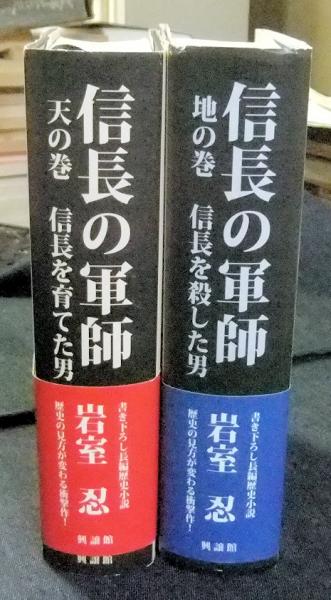 信長の軍師
天の巻 信長を育てた男
書き下ろし長編歴史小説
岩室 忍
歴史の見方が変わる衝撃作!
興譲館
信長の軍師
地の巻 信長を殺した男
書き下ろし長編歴史小説
岩室 忍
歴史の見方が変わる衝撃作!
興譲館